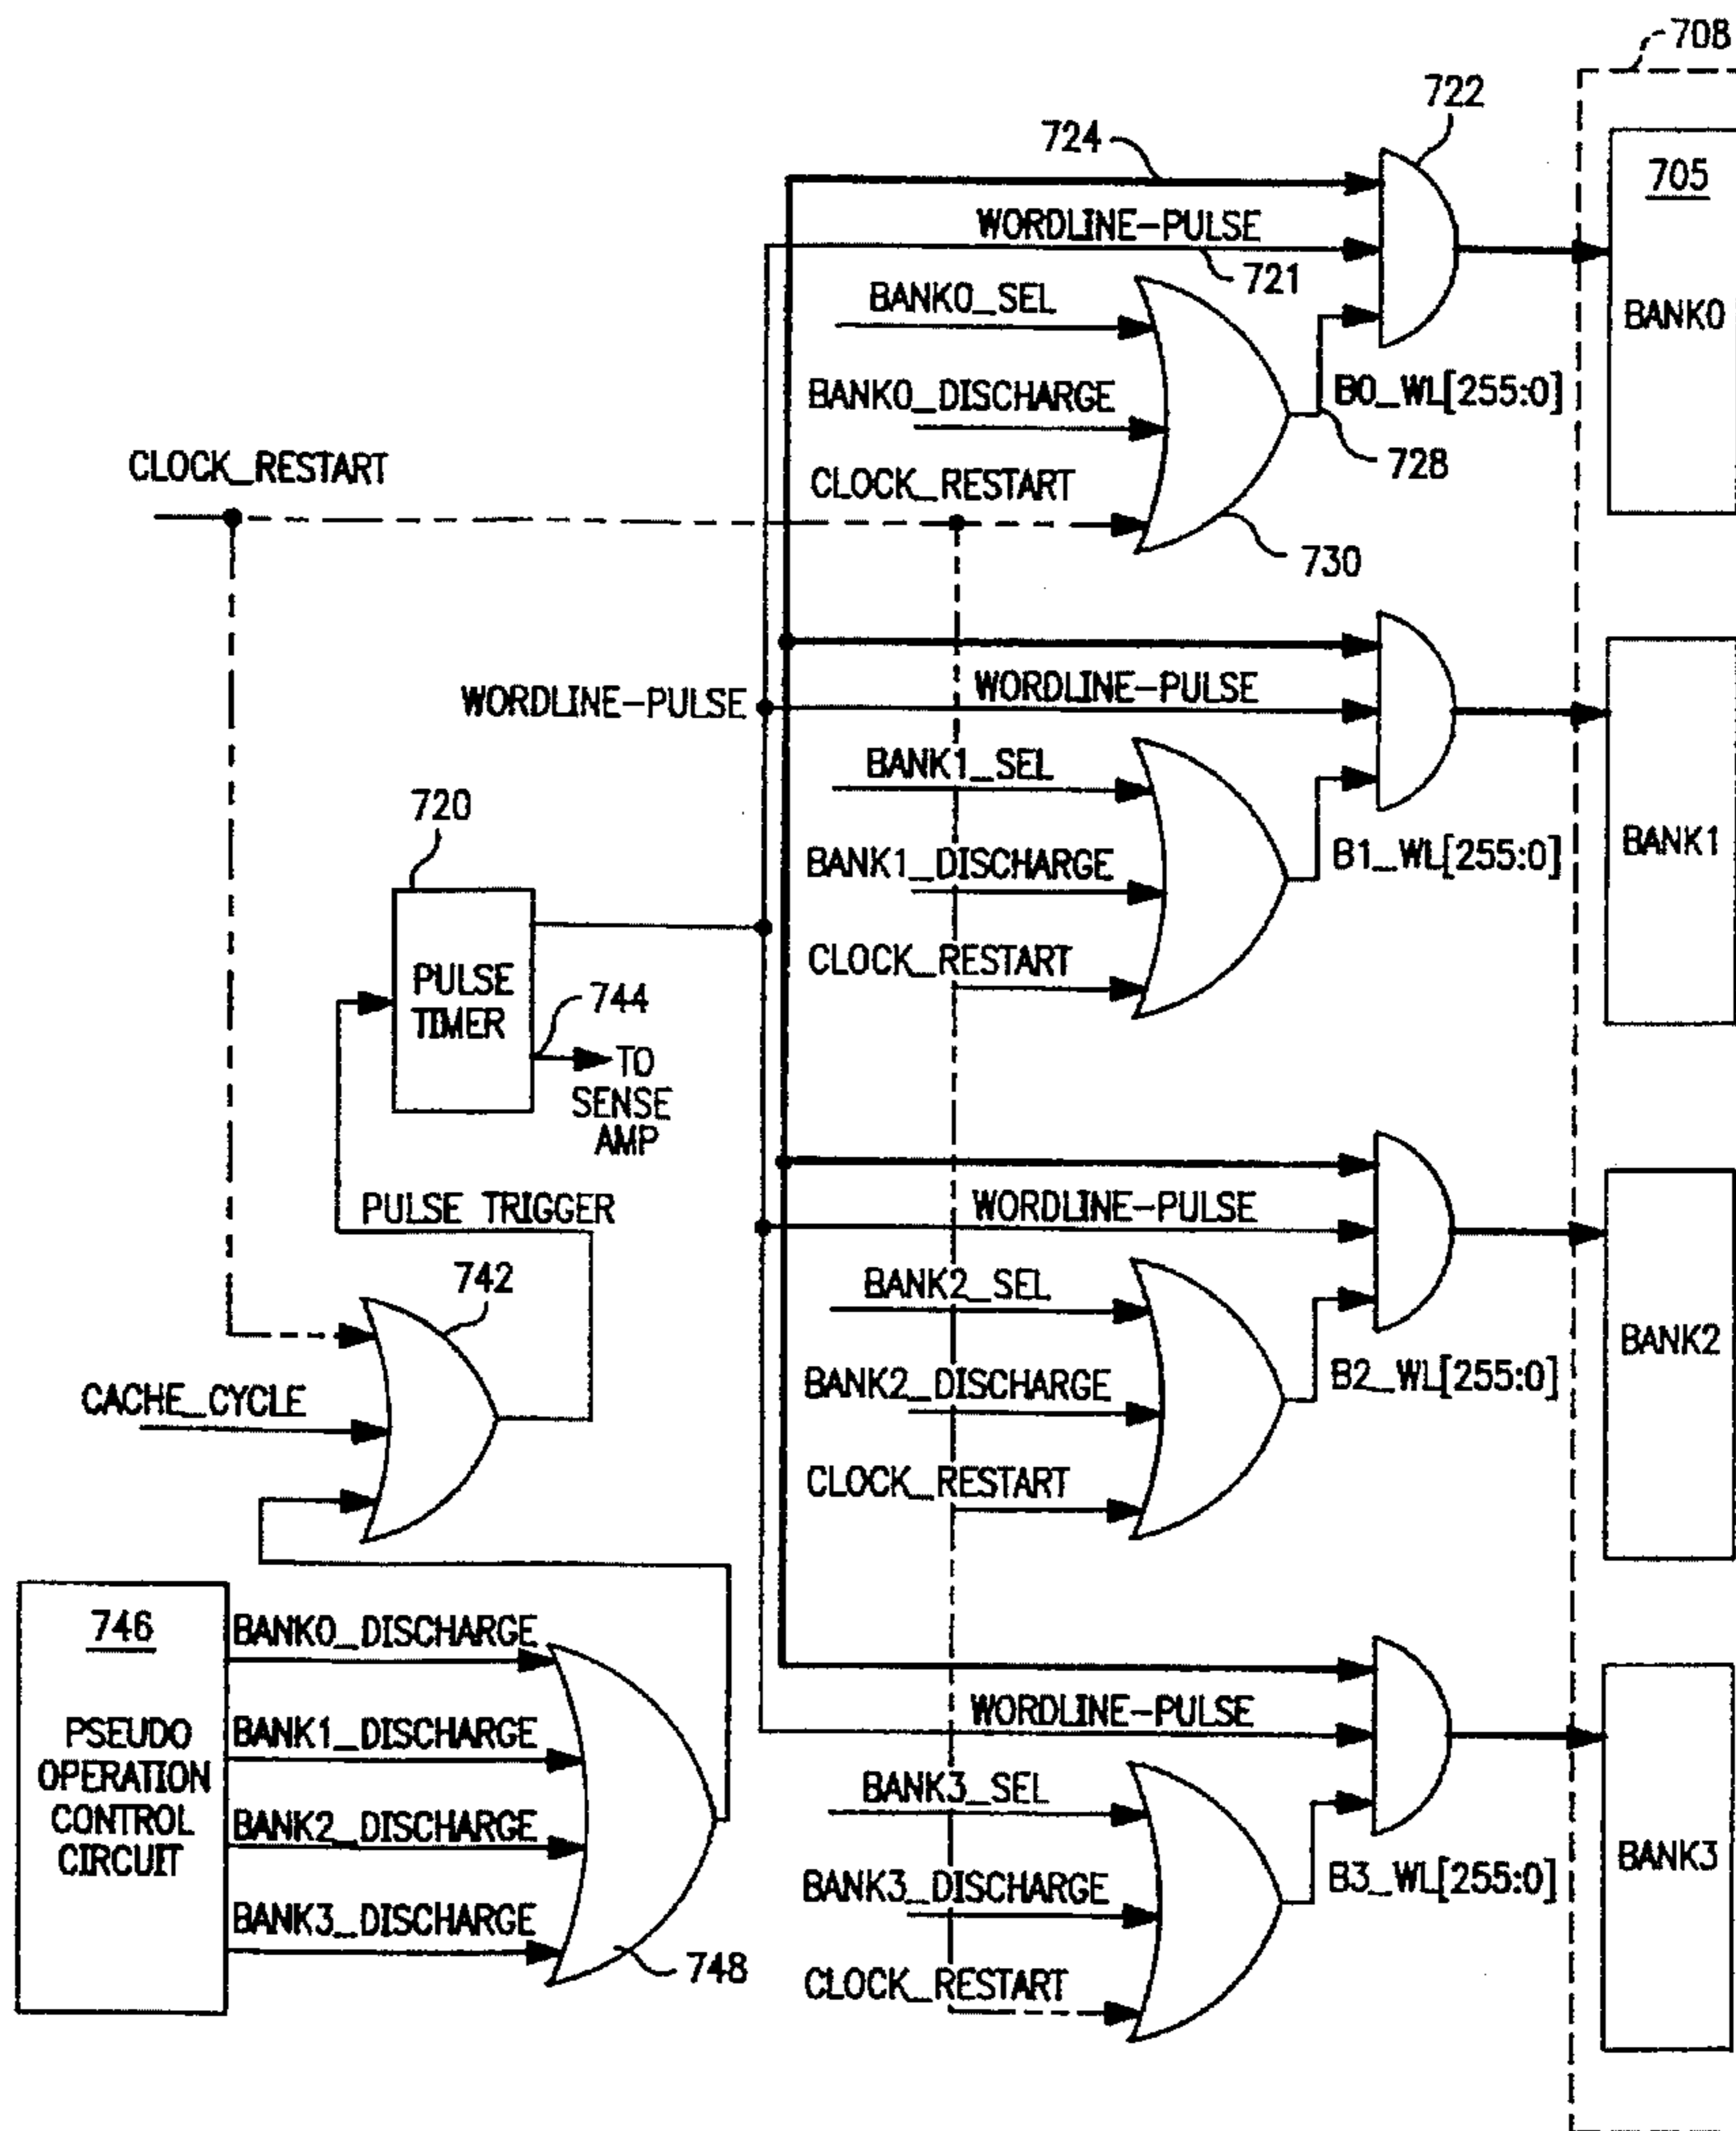 708
722
724
705
WORDLINE-PULSE
721
BANK0_SEL
BANK0
BANK0_DISCHARGE
B0_WL[255:0]
728
CLOCK_RESTART
CLOCK_RESTART
730
WORDLINE-PULSE
WORDLINE-PULSE
BANK1_SEL
BANK1
BANK1_DISCHARGE
B1_WL[255:0]
CLOCK_RESTART
720
PULSE
TIMER
744
TO
SENSE
AMP
PULSE TRIGGER
WORDLINE-PULSE
742
BANK2_SEL
BANK2
BANK2_DISCHARGE
B2_WL[255:0]
CACHE_CYCLE
CLOCK_RESTART
746
PSEUDO
OPERATION
CONTROL
CIRCUIT
BANK0_DISCHARGE
BANK1_DISCHARGE
BANK2_DISCHARGE
BANK3_DISCHARGE
748
WORDLINE-PULSE
BANK3_SEL
BANK3
BANK3_DISCHARGE
B3_WL[255:0]
CLOCK_RESTART